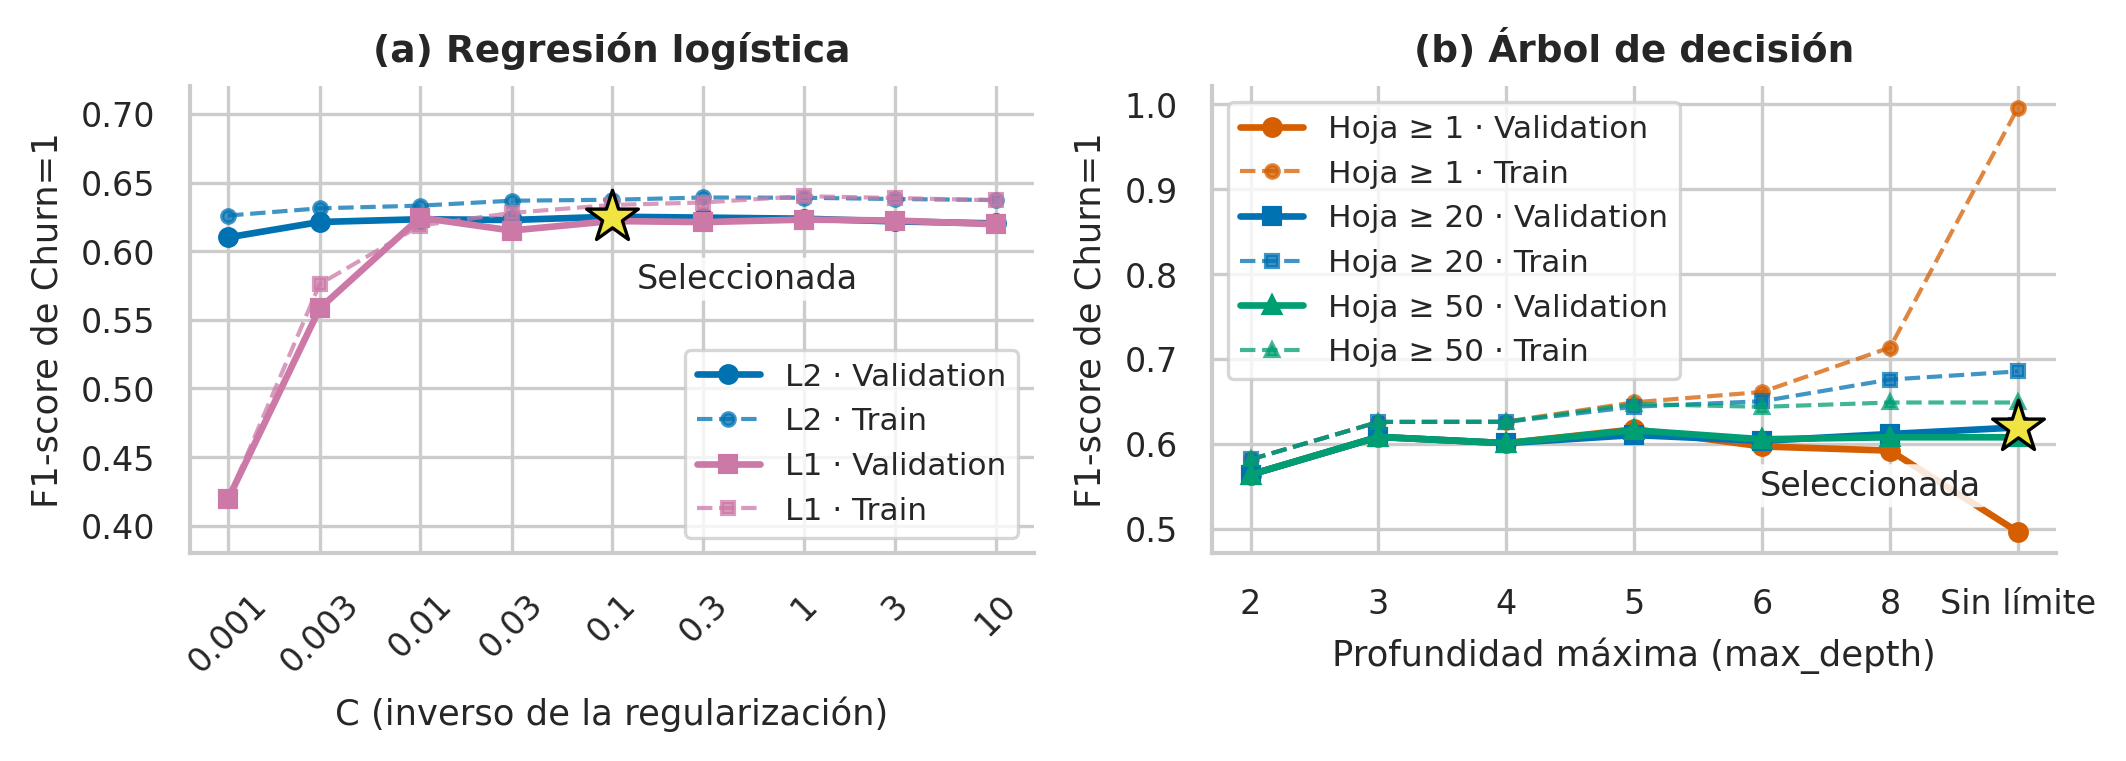 (a) Regresión logística
F1-score de Churn=1
0.70
0.65
0.60
0.55
0.50
0.45
0.40
Seleccionada
L2 · Validation
L2 · Train
L1 · Validation
L1 · Train
0.001
0.003
0.01
0.03
0.1
0.3
1
3
10
C (inverso de la regularización)
(b) Árbol de decisión
F1-score de Churn=1
1.0
0.9
0.8
0.7
0.6
0.5
Hoja ≥ 1 · Validation
Hoja ≥ 1 · Train
Hoja ≥ 20 · Validation
Hoja ≥ 20 · Train
Hoja ≥ 50 · Validation
Hoja ≥ 50 · Train
Seleccionada
2
3
4
5
6
8
Sin límite
Profundidad máxima (max_depth)